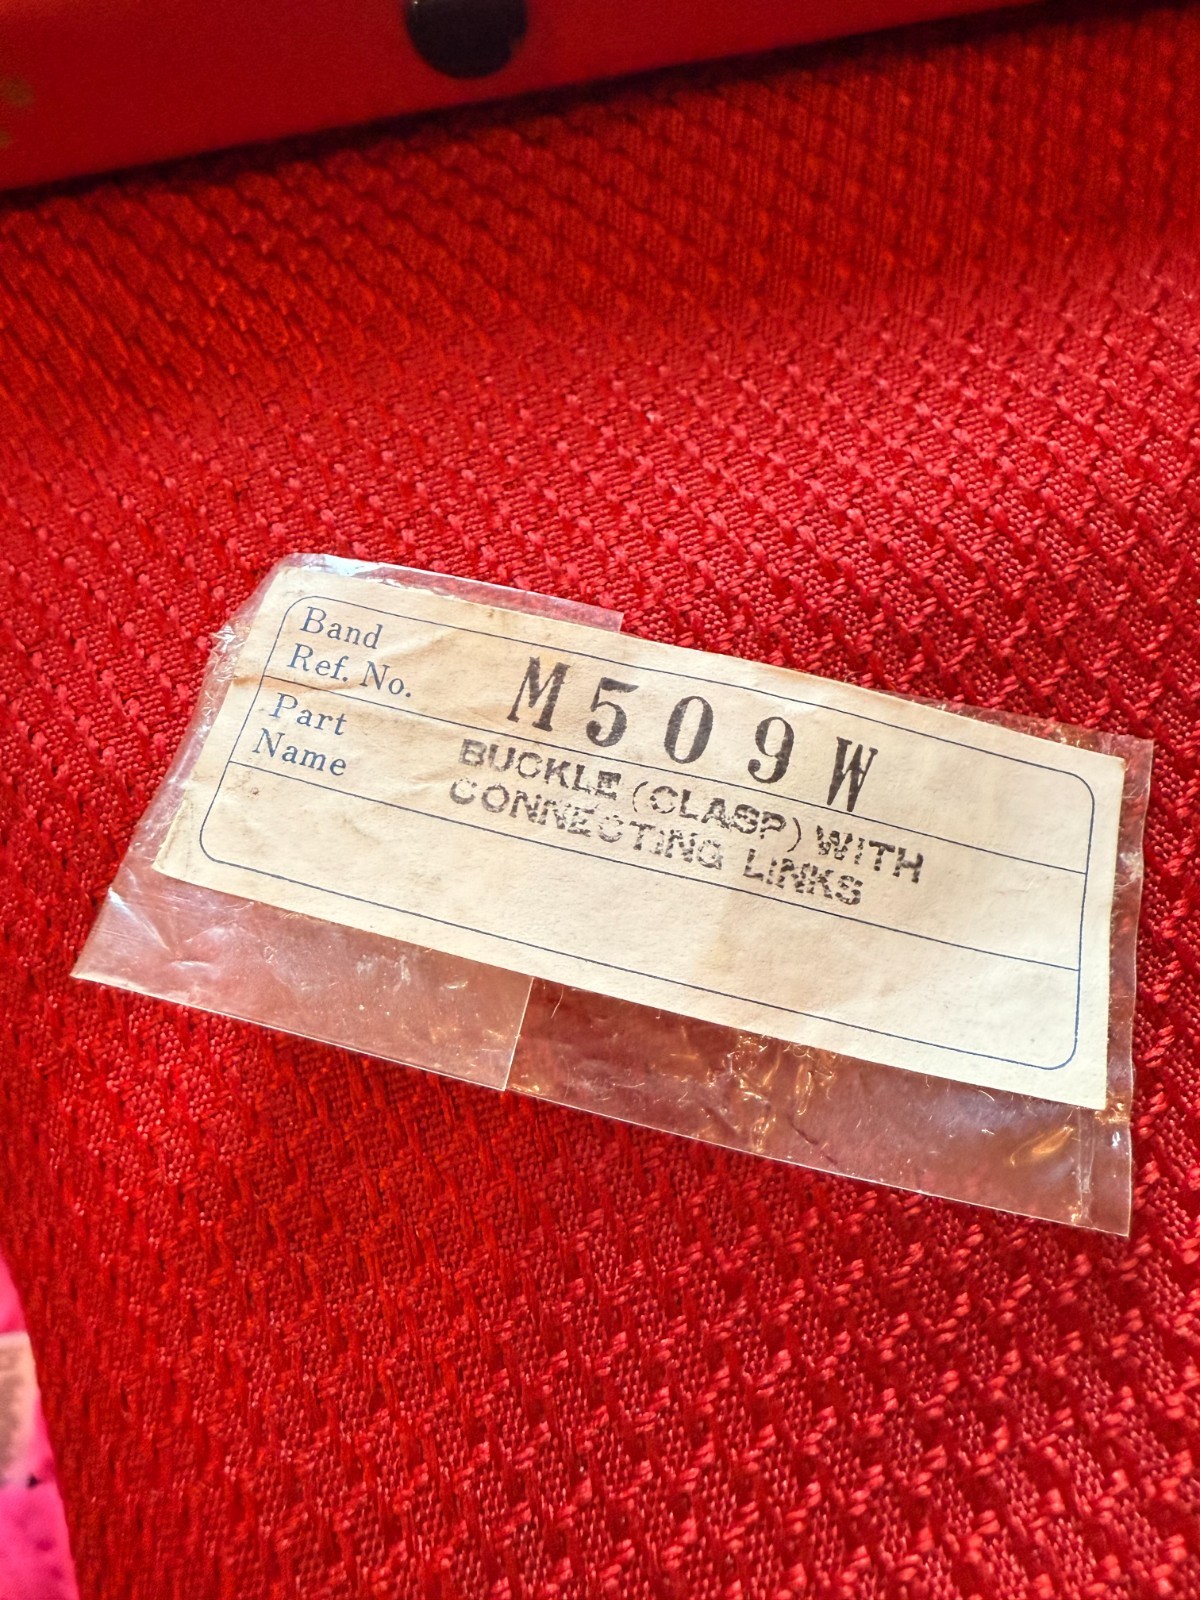 Band
Ref. No.
M509W
Part
Name
BUCKLE (CLASP) WITH
CONNECTING LINKS